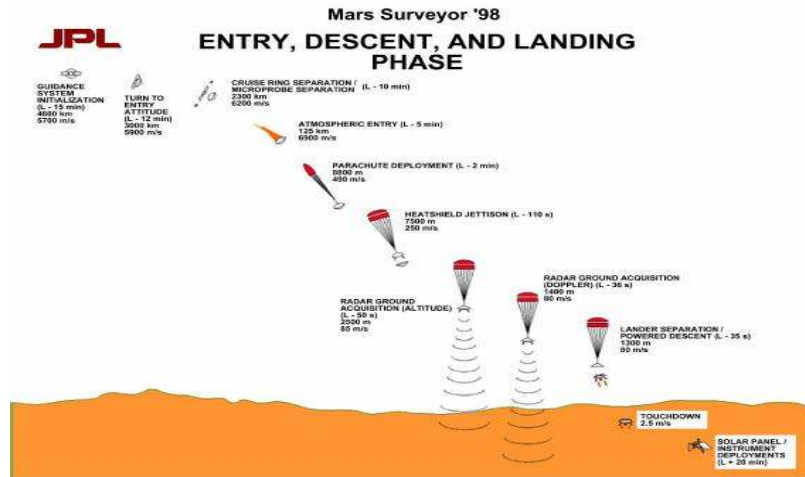 Mars Surveyor '98
JPL
ENTRY, DESCENT, AND LANDING
PHASE
GUIDANCE
SYSTEM
INITIALIZATION
(L - 15 min)
4600 km
5700 m/s
TURN TO
ENTRY
ATTITUDE
(L - 12 min)
3000 km
5900 m/s
CRUISE RING SEPARATION /
MICROPROBE SEPARATION (L - 10 min)
2300 km
6200 m/s
ATMOSPHERIC ENTRY (L - 5 min)
125 km
6900 m/s
PARACHUTE DEPLOYMENT (L - 2 min)
8800 m
490 m/s
HEATSHIELD JETTISON (L - 110 s)
7500 m
250 m/s
RADAR GROUND
ACQUISITION (ALTITUDE)
(L - 50 s)
2500 m
85 m/s
RADAR GROUND ACQUISITION
(DOPPLER) (L - 36 s)
1400 m
80 m/s
LANDER SEPARATION /
POWERED DESCENT (L - 35 s)
1300 m
80 m/s
TOUCHDOWN
2.5 m/s
SOLAR PANEL /
INSTRUMENT
DEPLOYMENTS
(L + 20 min)